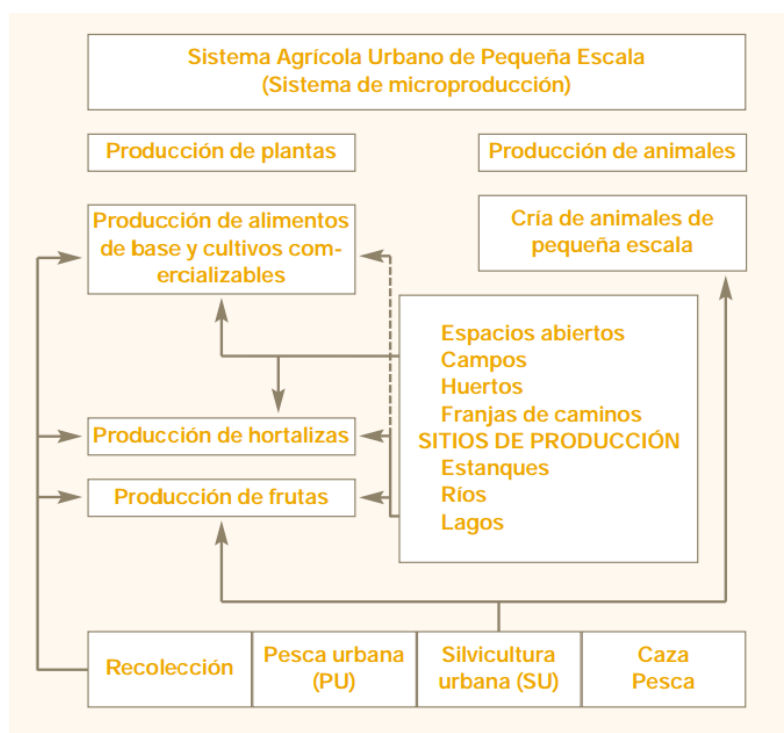 Sistema Agrícola Urbano de Pequeña Escala
(Sistema de microproducción)
Producción de plantas
Producción de animales
Producción de alimentos
de base y cultivos com-
ercializables
Cría de animales de
pequeña escala
Espacios abiertos
Campos
Huertos
Franjas de caminos
SITIOS DE PRODUCCIÓN
Estanques
Ríos
Lagos
Producción de hortalizas
Producción de frutas
Recolección
Pesca urbana
(PU)
Silvicultura
urbana (SU)
Caza
Pesca